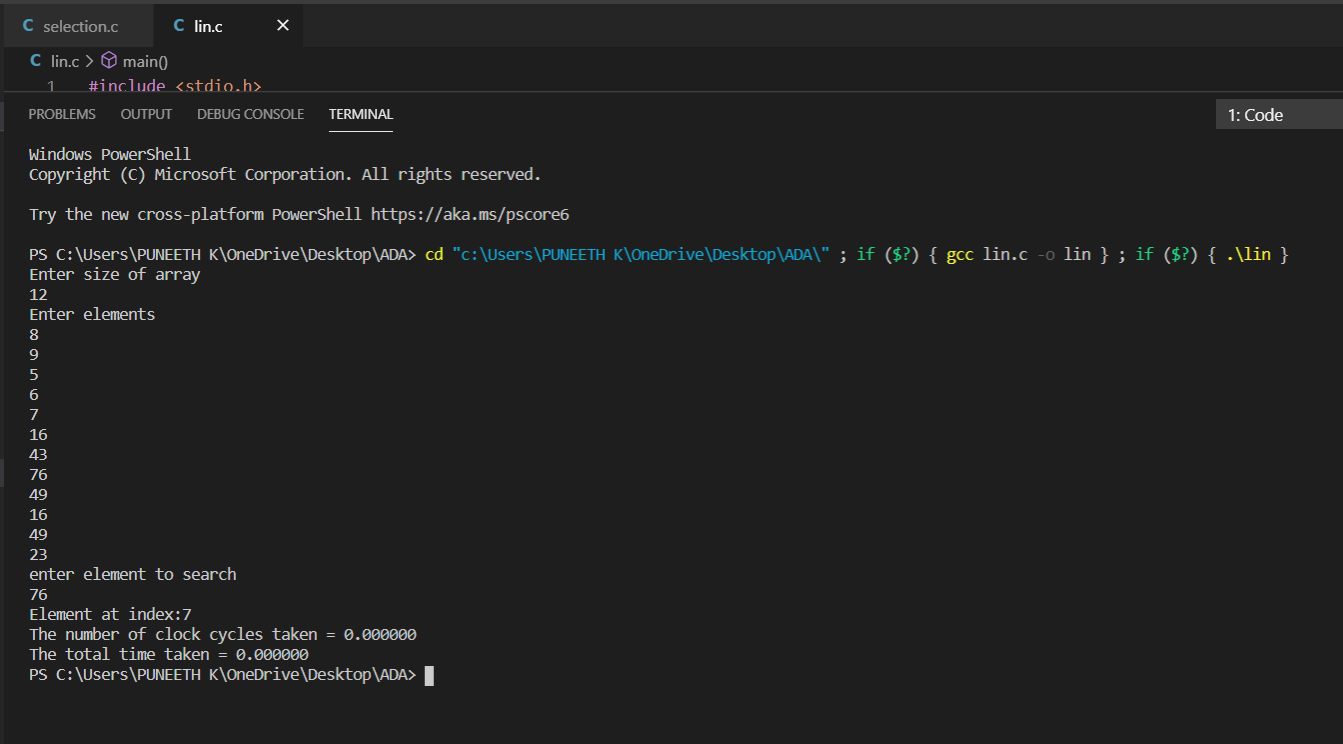 C selection.c C lin.c ×
C lin.c > main()
1 #include <stdio.h>
PROBLEMS OUTPUT DEBUG CONSOLE TERMINAL 1: Code
Windows PowerShell
Copyright (C) Microsoft Corporation. All rights reserved.
Try the new cross-platform PowerShell https://aka.ms/pscore6
PS C:\Users\PUNEETH K\OneDrive\Desktop\ADA> cd "c:\Users\PUNEETH K\OneDrive\Desktop\ADA\" ; if ($?) { gcc lin.c -o lin } ; if ($?) { .\lin }
Enter size of array
12
Enter elements
8
9
5
6
7
16
43
76
49
16
49
23
enter element to search
76
Element at index:7
The number of clock cycles taken = 0.000000
The total time taken = 0.000000
PS C:\Users\PUNEETH K\OneDrive\Desktop\ADA>